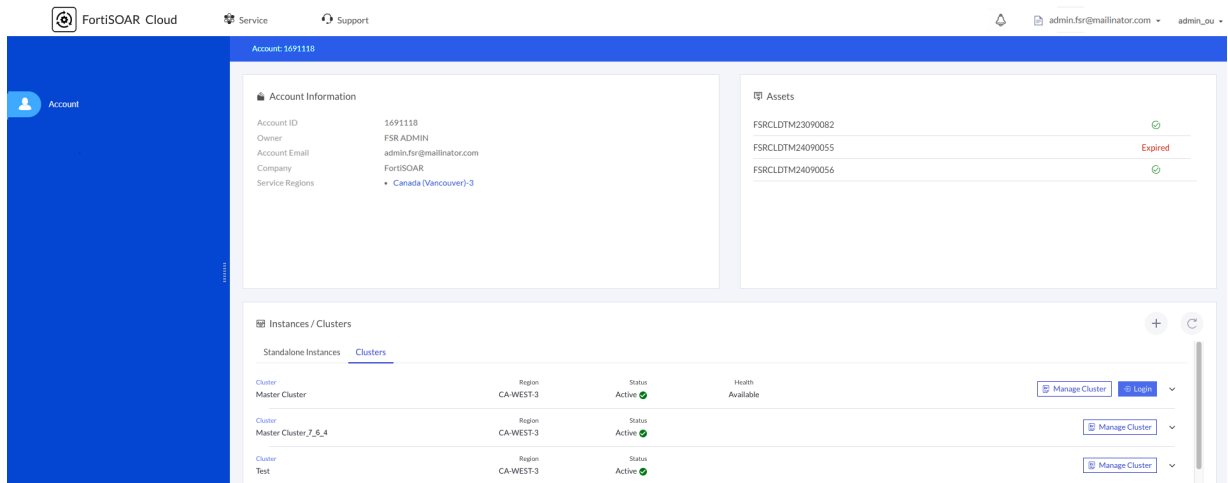 FortiSOAR Cloud Service Support admin.fsr@mailinator.com admin_ou
Account: 1691118
Account
Account Information
Account ID 1691118
Owner FSR ADMIN
Account Email admin.fsr@mailinator.com
Company FortiSOAR
Service Regions • Canada (Vancouver)-3
Assets
FSRCLDTM23090082
FSRCLDTM24090055 Expired
FSRCLDTM24090056
Instances / Clusters
Standalone Instances Clusters
Cluster Region Status Health
Master Cluster CA-WEST-3 Active Available Manage Cluster Login
Cluster Region Status
Master Cluster_7_6_4 CA-WEST-3 Active Manage Cluster
Cluster Region Status
Test CA-WEST-3 Active Manage Cluster